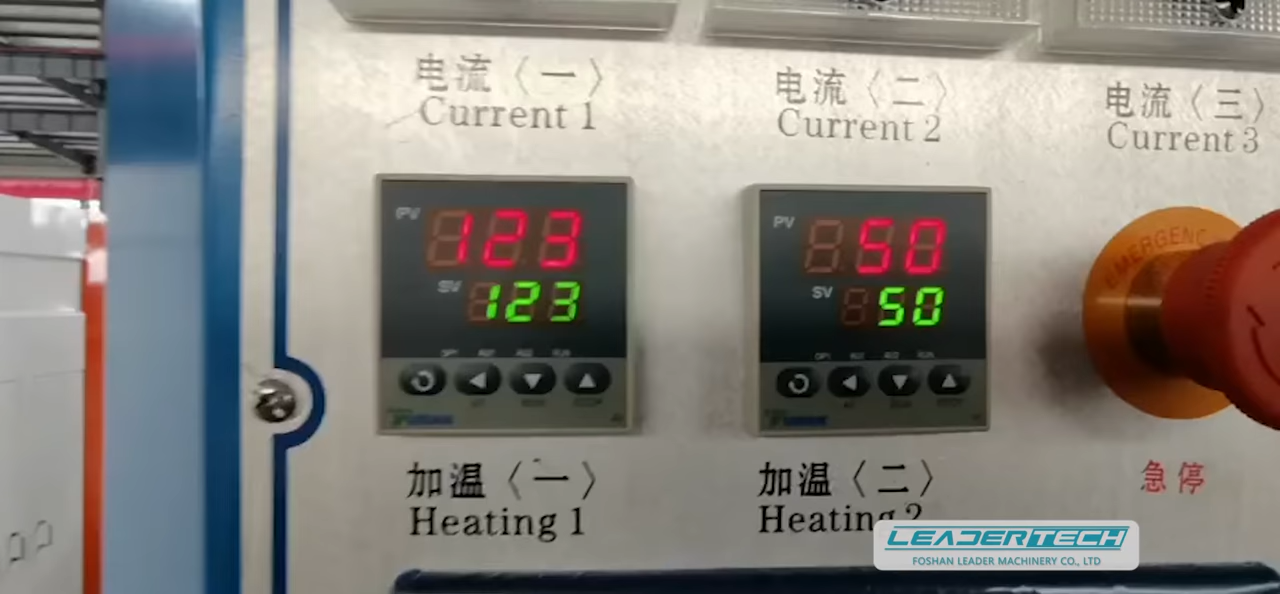 电流〈一〉
Current 1
电流〈二〉
Current 2
电流〈三〉
Current 3
PV 123
SV 123
PV 50
SV 50
EMERGENC
加温〈一〉
Heating 1
加温〈二〉
Heating 2
急停
LEADERTECH
FOSHAN LEADER MACHINERY CO., LTD